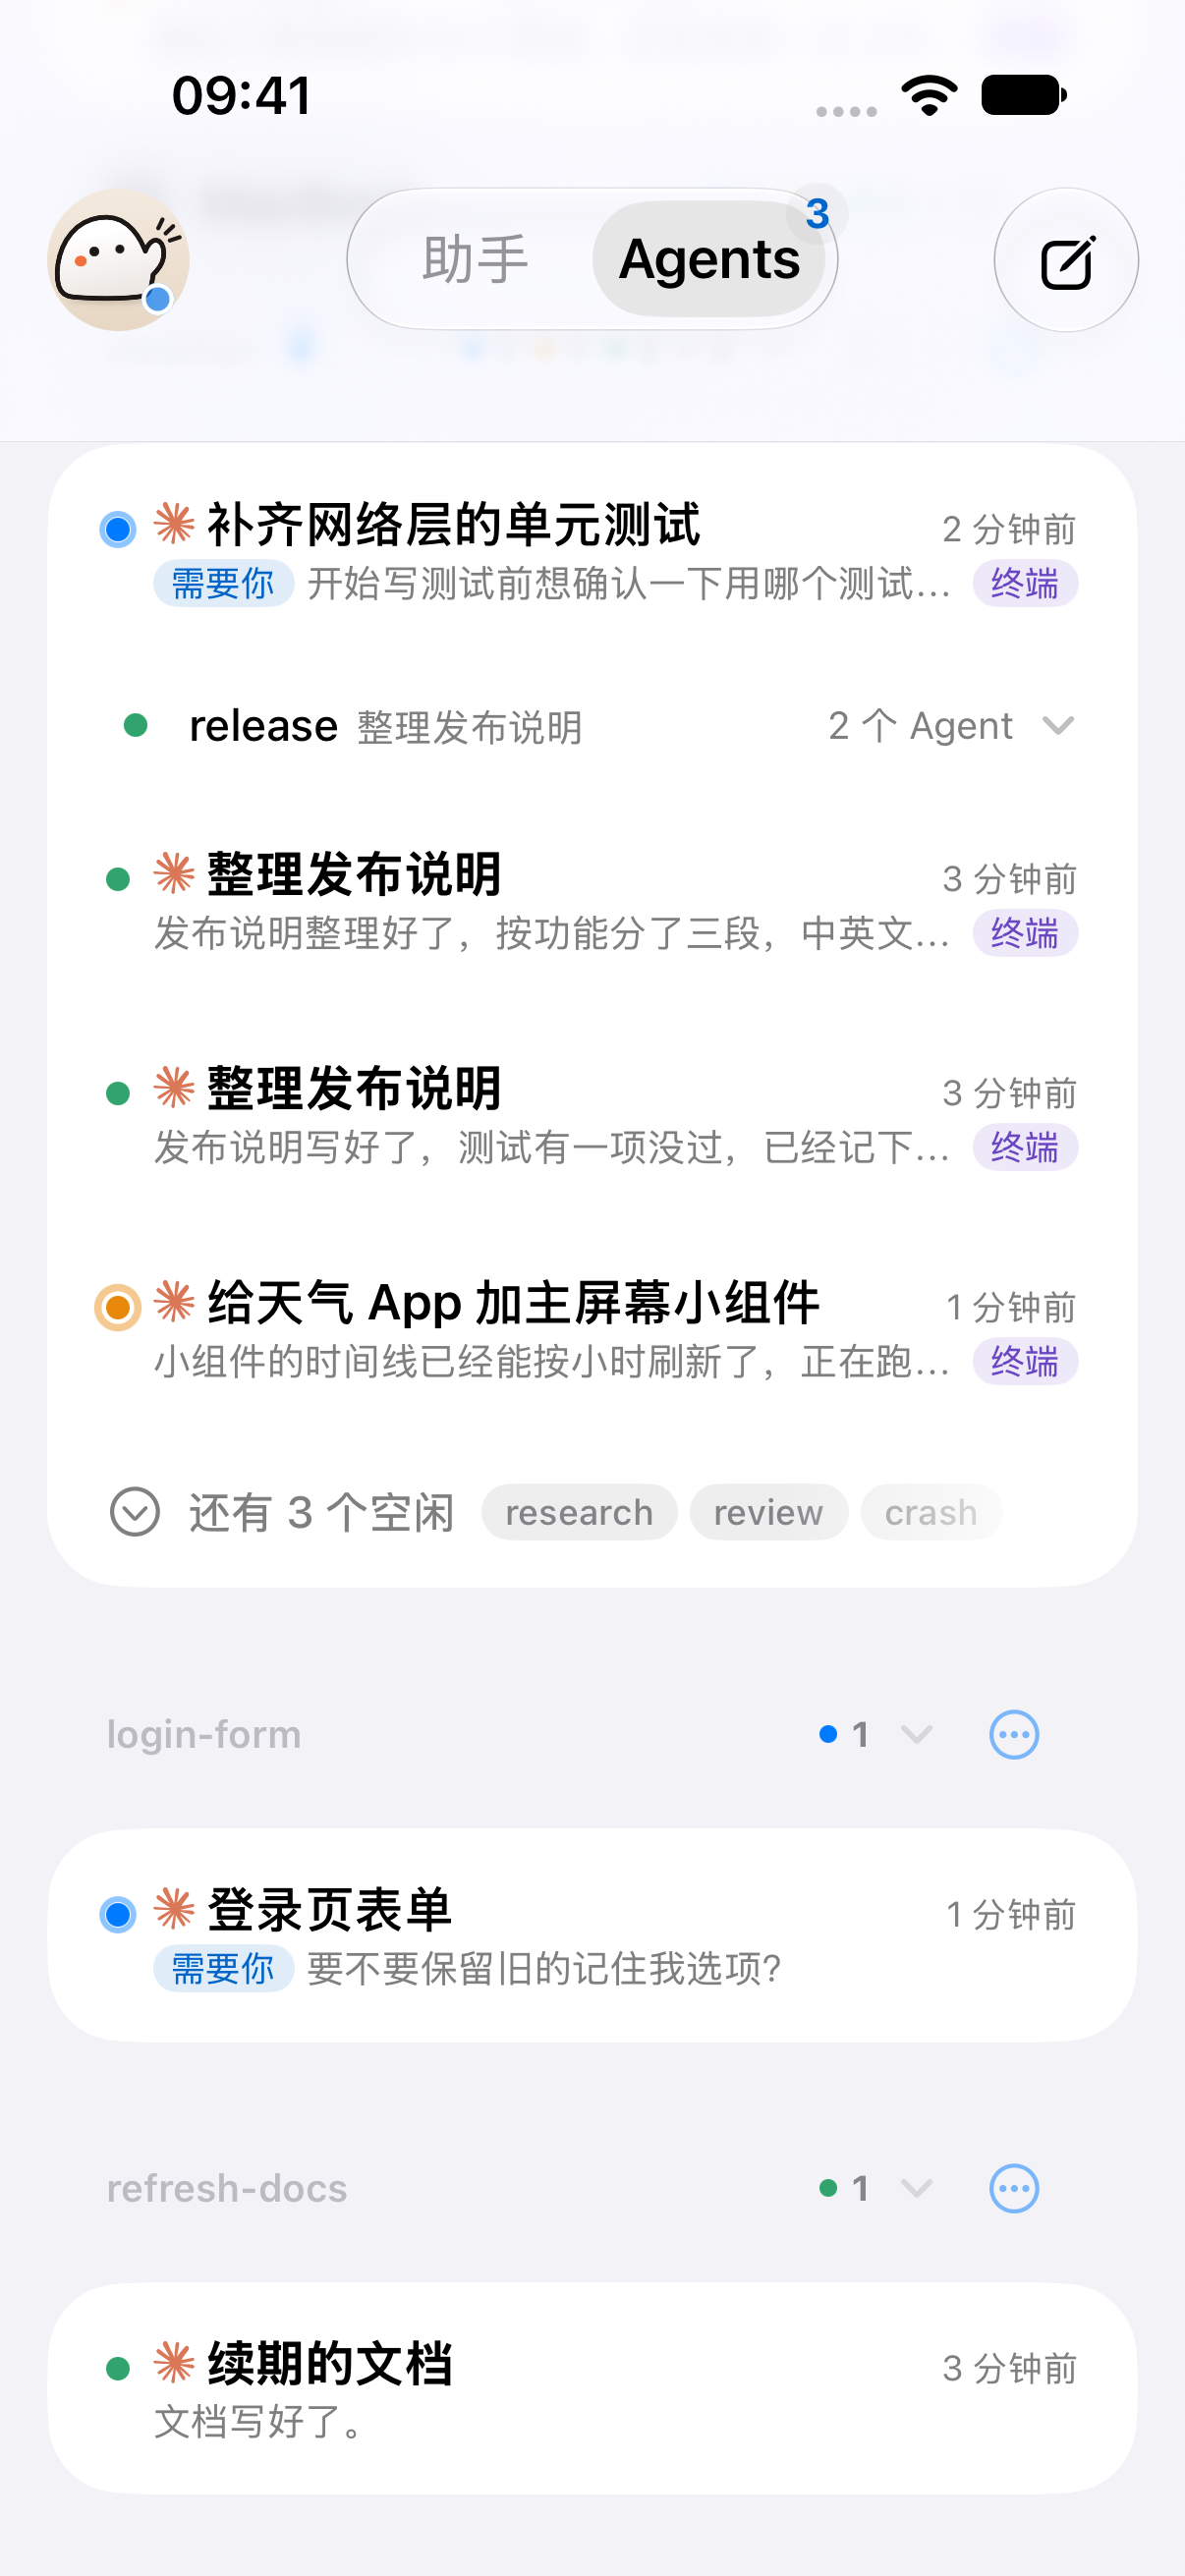 09:41
助手
Agents
3
补齐网络层的单元测试
2 分钟前
需要你
开始写测试前想确认一下用哪个测试…
终端
release
整理发布说明
2 个 Agent
整理发布说明
3 分钟前
发布说明整理好了，按功能分了三段，中英文…
终端
整理发布说明
3 分钟前
发布说明写好了，测试有一项没过，已经记下…
终端
给天气 App 加主屏幕小组件
1 分钟前
小组件的时间线已经能按小时刷新了，正在跑…
终端
还有 3 个空闲
research
review
crash
login-form
1
登录页表单
1 分钟前
需要你
要不要保留旧的记住我选项？
refresh-docs
1
续期的文档
3 分钟前
文档写好了。